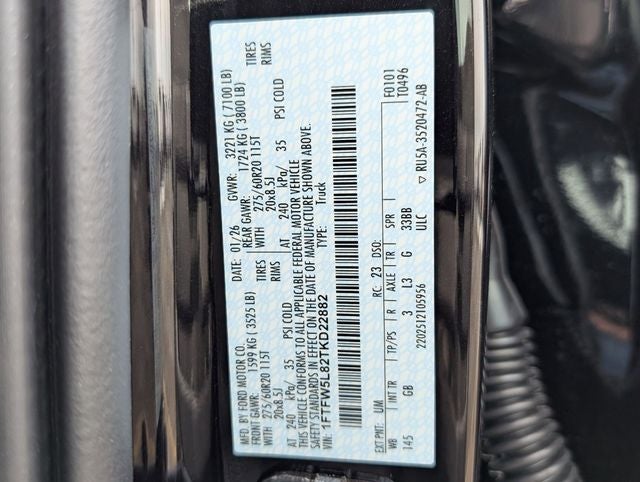 MFD. BY FORD MOTOR CO. DATE: 01/26 GVWR: 3221 KG ( 7100 LB)
FRONT GAWR: 1599 KG ( 3525 LB) REAR GAWR: 1724 KG ( 3800 LB)
WITH 275/60R20 115T TIRES WITH 275/60R20 115T TIRES
20x8.5J RIMS 20x8.5J RIMS
AT 240 kPa/ 35 PSI COLD AT 240 kPa/ 35 PSI COLD
THIS VEHICLE CONFORMS TO ALL APPLICABLE FEDERAL MOTOR VEHICLE
SAFETY STANDARDS IN EFFECT ON THE DATE OF MANUFACTURE SHOWN ABOVE.
VIN: 1FTFW5L82TKD22882 TYPE: Truck
F0101
T0496
EXT PNT: UM RC: 23 DSO:
WB INT TR TP/PS R AXLE TR SPR
145 GB 3 L3 G 33BB
2202512105956 ULC ▽ RU5A-3520472-AB